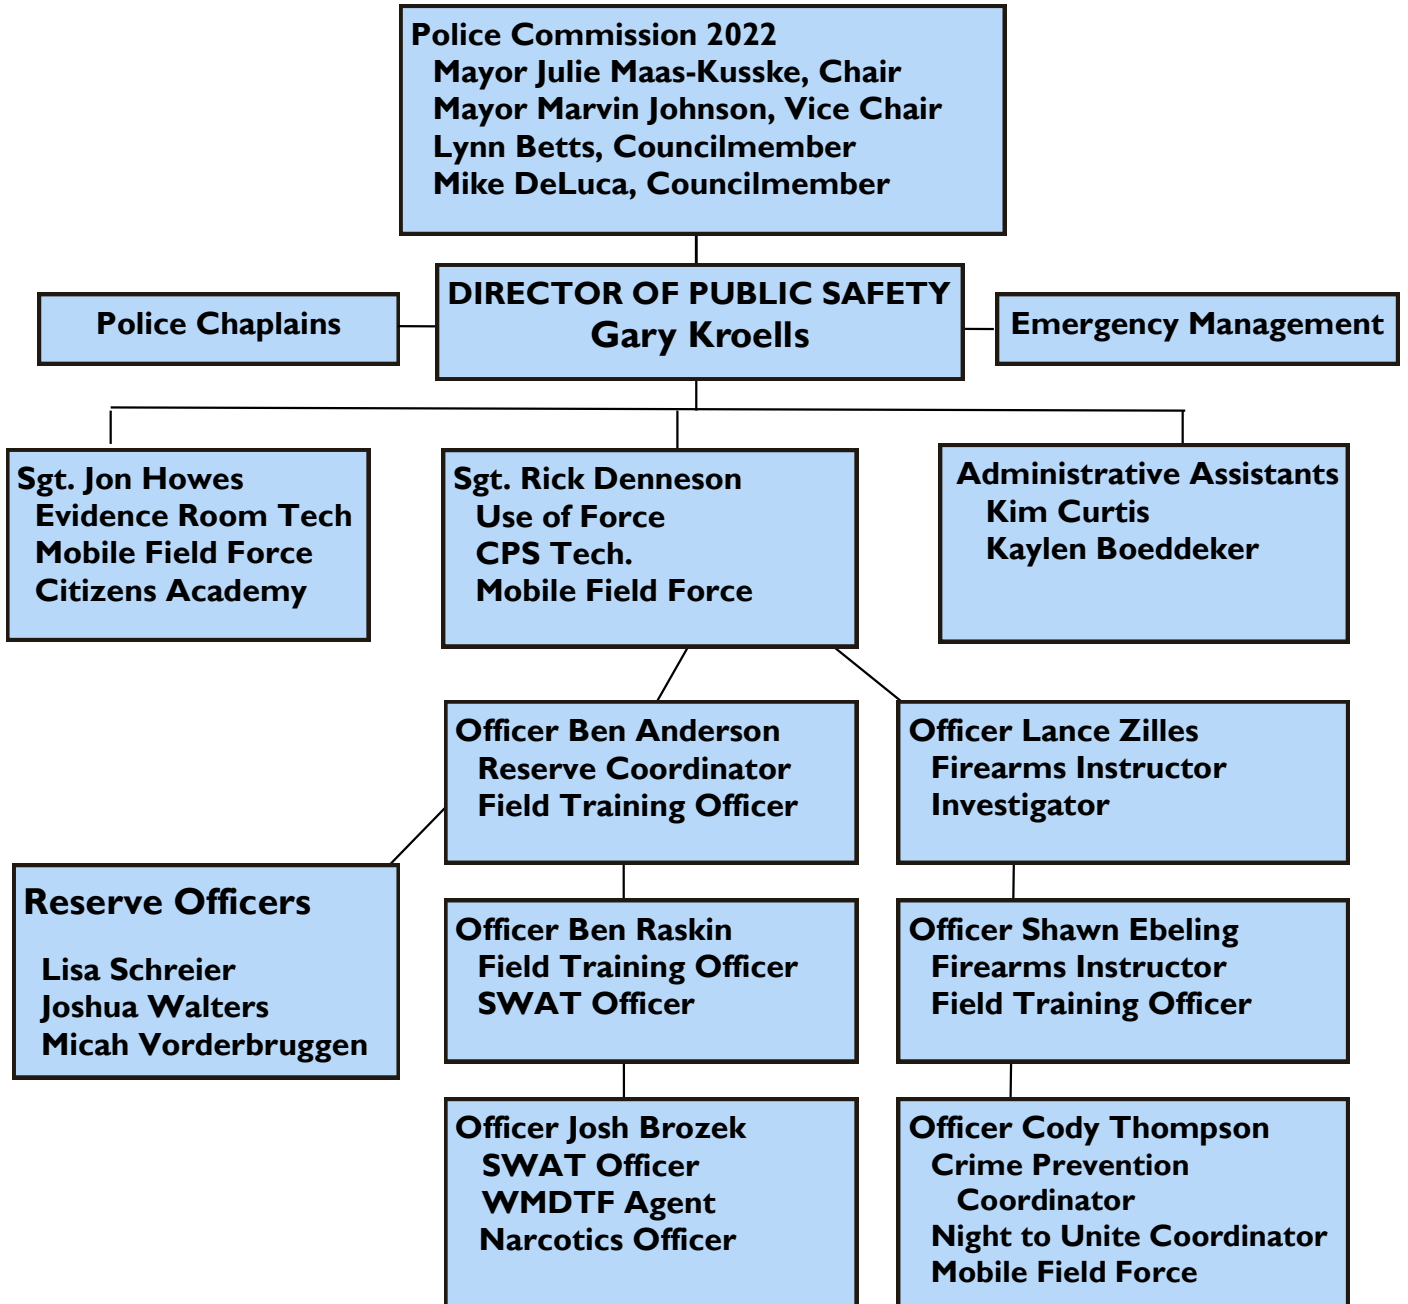 Police Commission 2022
Mayor Julie Maas-Kusske, Chair
Mayor Marvin Johnson, Vice Chair
Lynn Betts, Councilmember
Mike DeLuca, Councilmember
Police Chaplains
DIRECTOR OF PUBLIC SAFETY
Gary Kroells
Emergency Management
Sgt. Jon Howes
Evidence Room Tech
Mobile Field Force
Citizens Academy
Sgt. Rick Denneson
Use of Force
CPS Tech.
Mobile Field Force
Administrative Assistants
Kim Curtis
Kaylen Boeddeker
Officer Ben Anderson
Reserve Coordinator
Field Training Officer
Officer Lance Zilles
Firearms Instructor
Investigator
Reserve Officers
Lisa Schreier
Joshua Walters
Micah Vorderbruggen
Officer Ben Raskin
Field Training Officer
SWAT Officer
Officer Shawn Ebeling
Firearms Instructor
Field Training Officer
Officer Josh Brozek
SWAT Officer
WMDTF Agent
Narcotics Officer
Officer Cody Thompson
Crime Prevention
Coordinator
Night to Unite Coordinator
Mobile Field Force